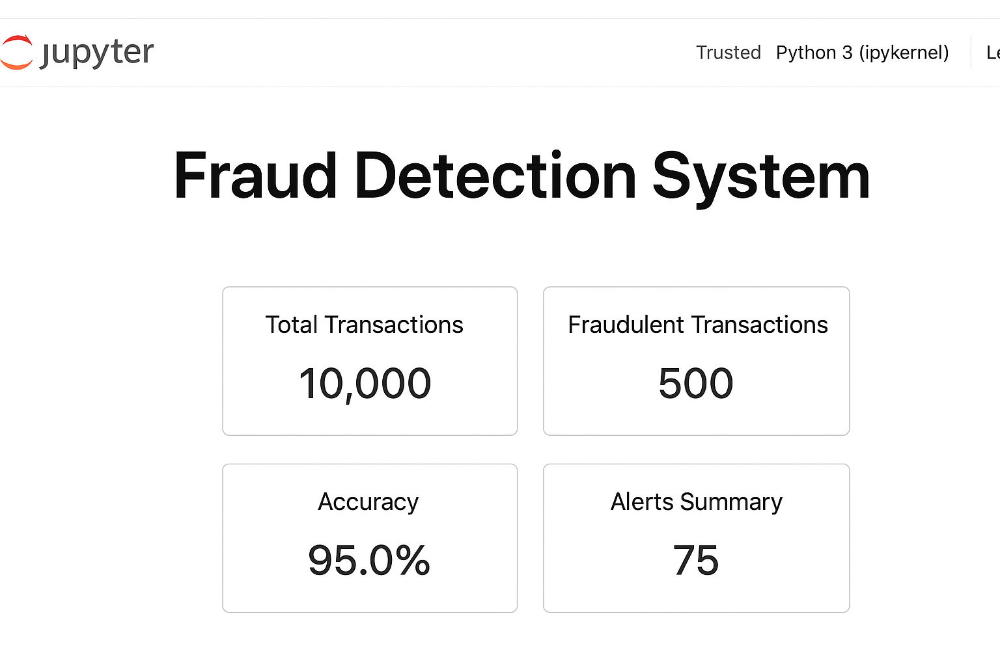 jupyter
Trusted Python 3 (ipykernel)
Fraud Detection System
Total Transactions
10,000
Fraudulent Transactions
500
Accuracy
95.0%
Alerts Summary
75